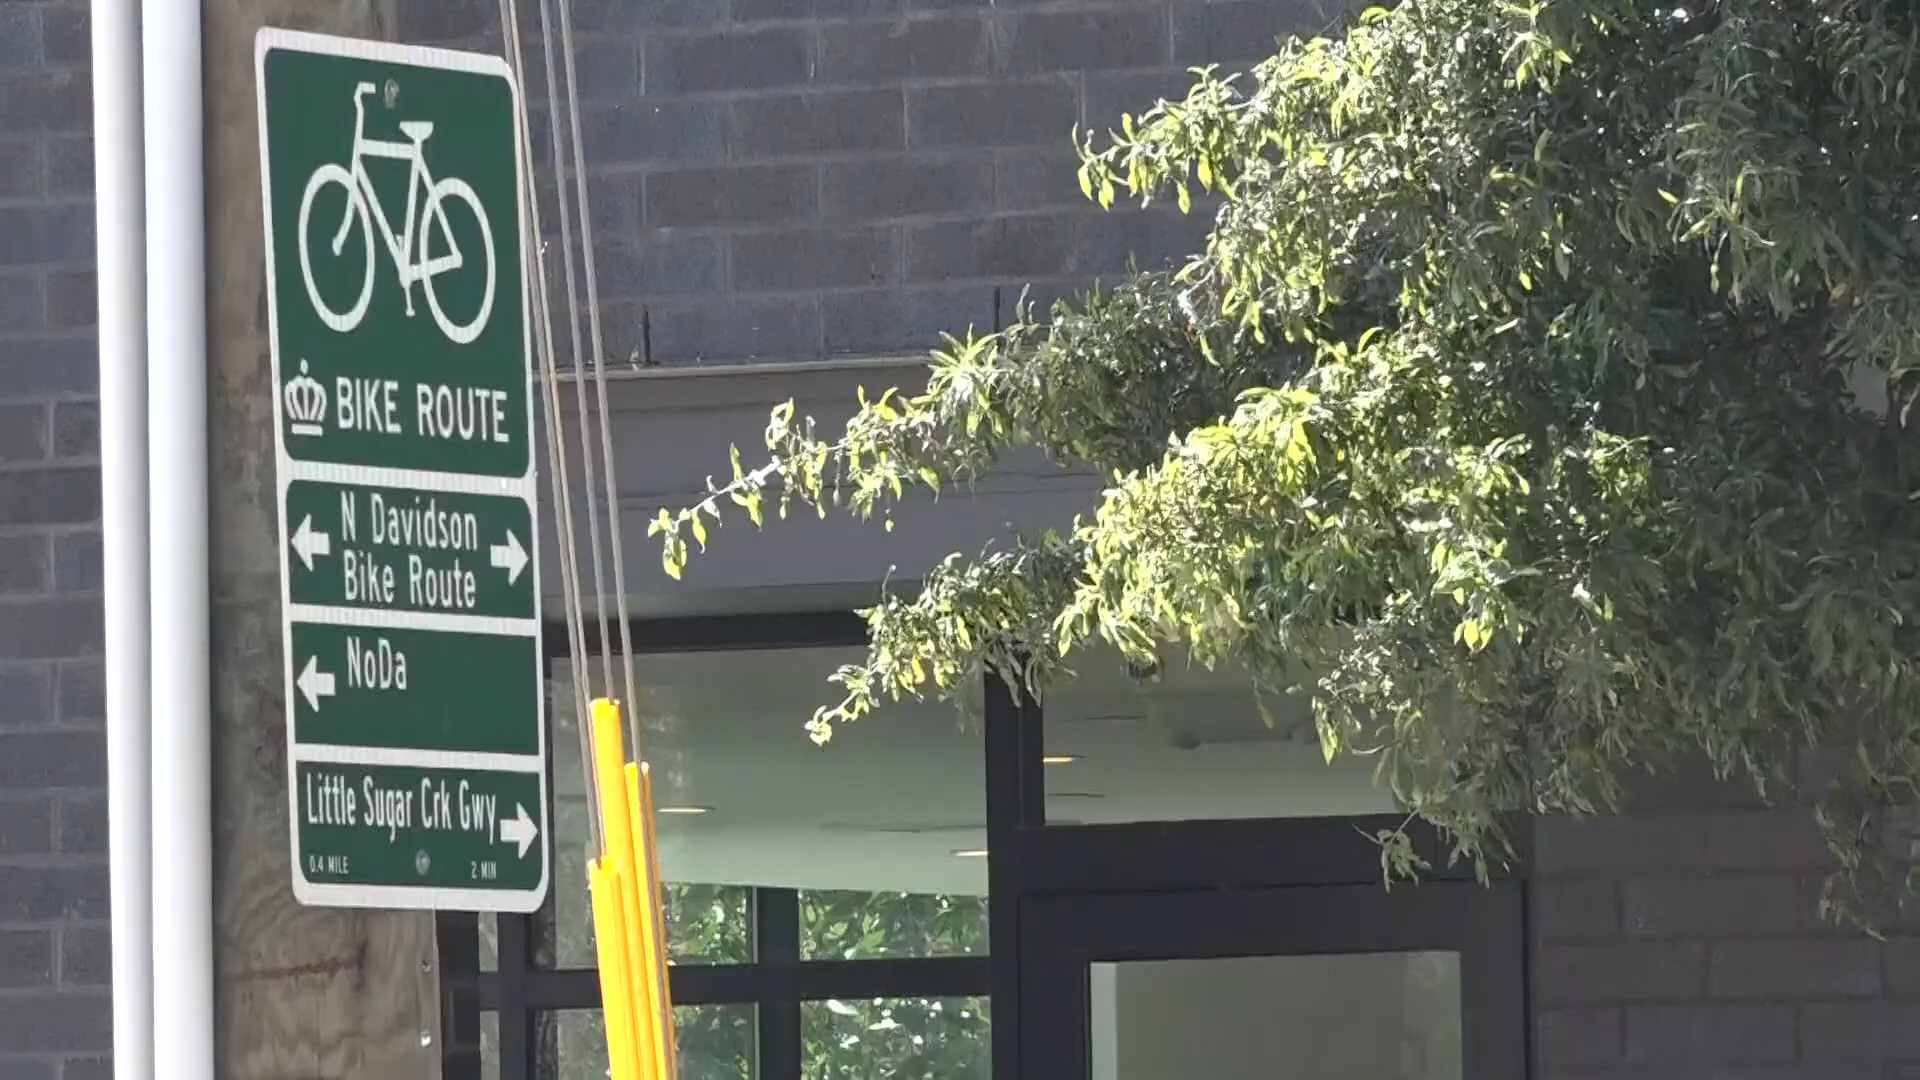 BIKE ROUTE
N Davidson
Bike Route
NoDa
Little Sugar Crk Gwy
0.4 MILE 2 MIN